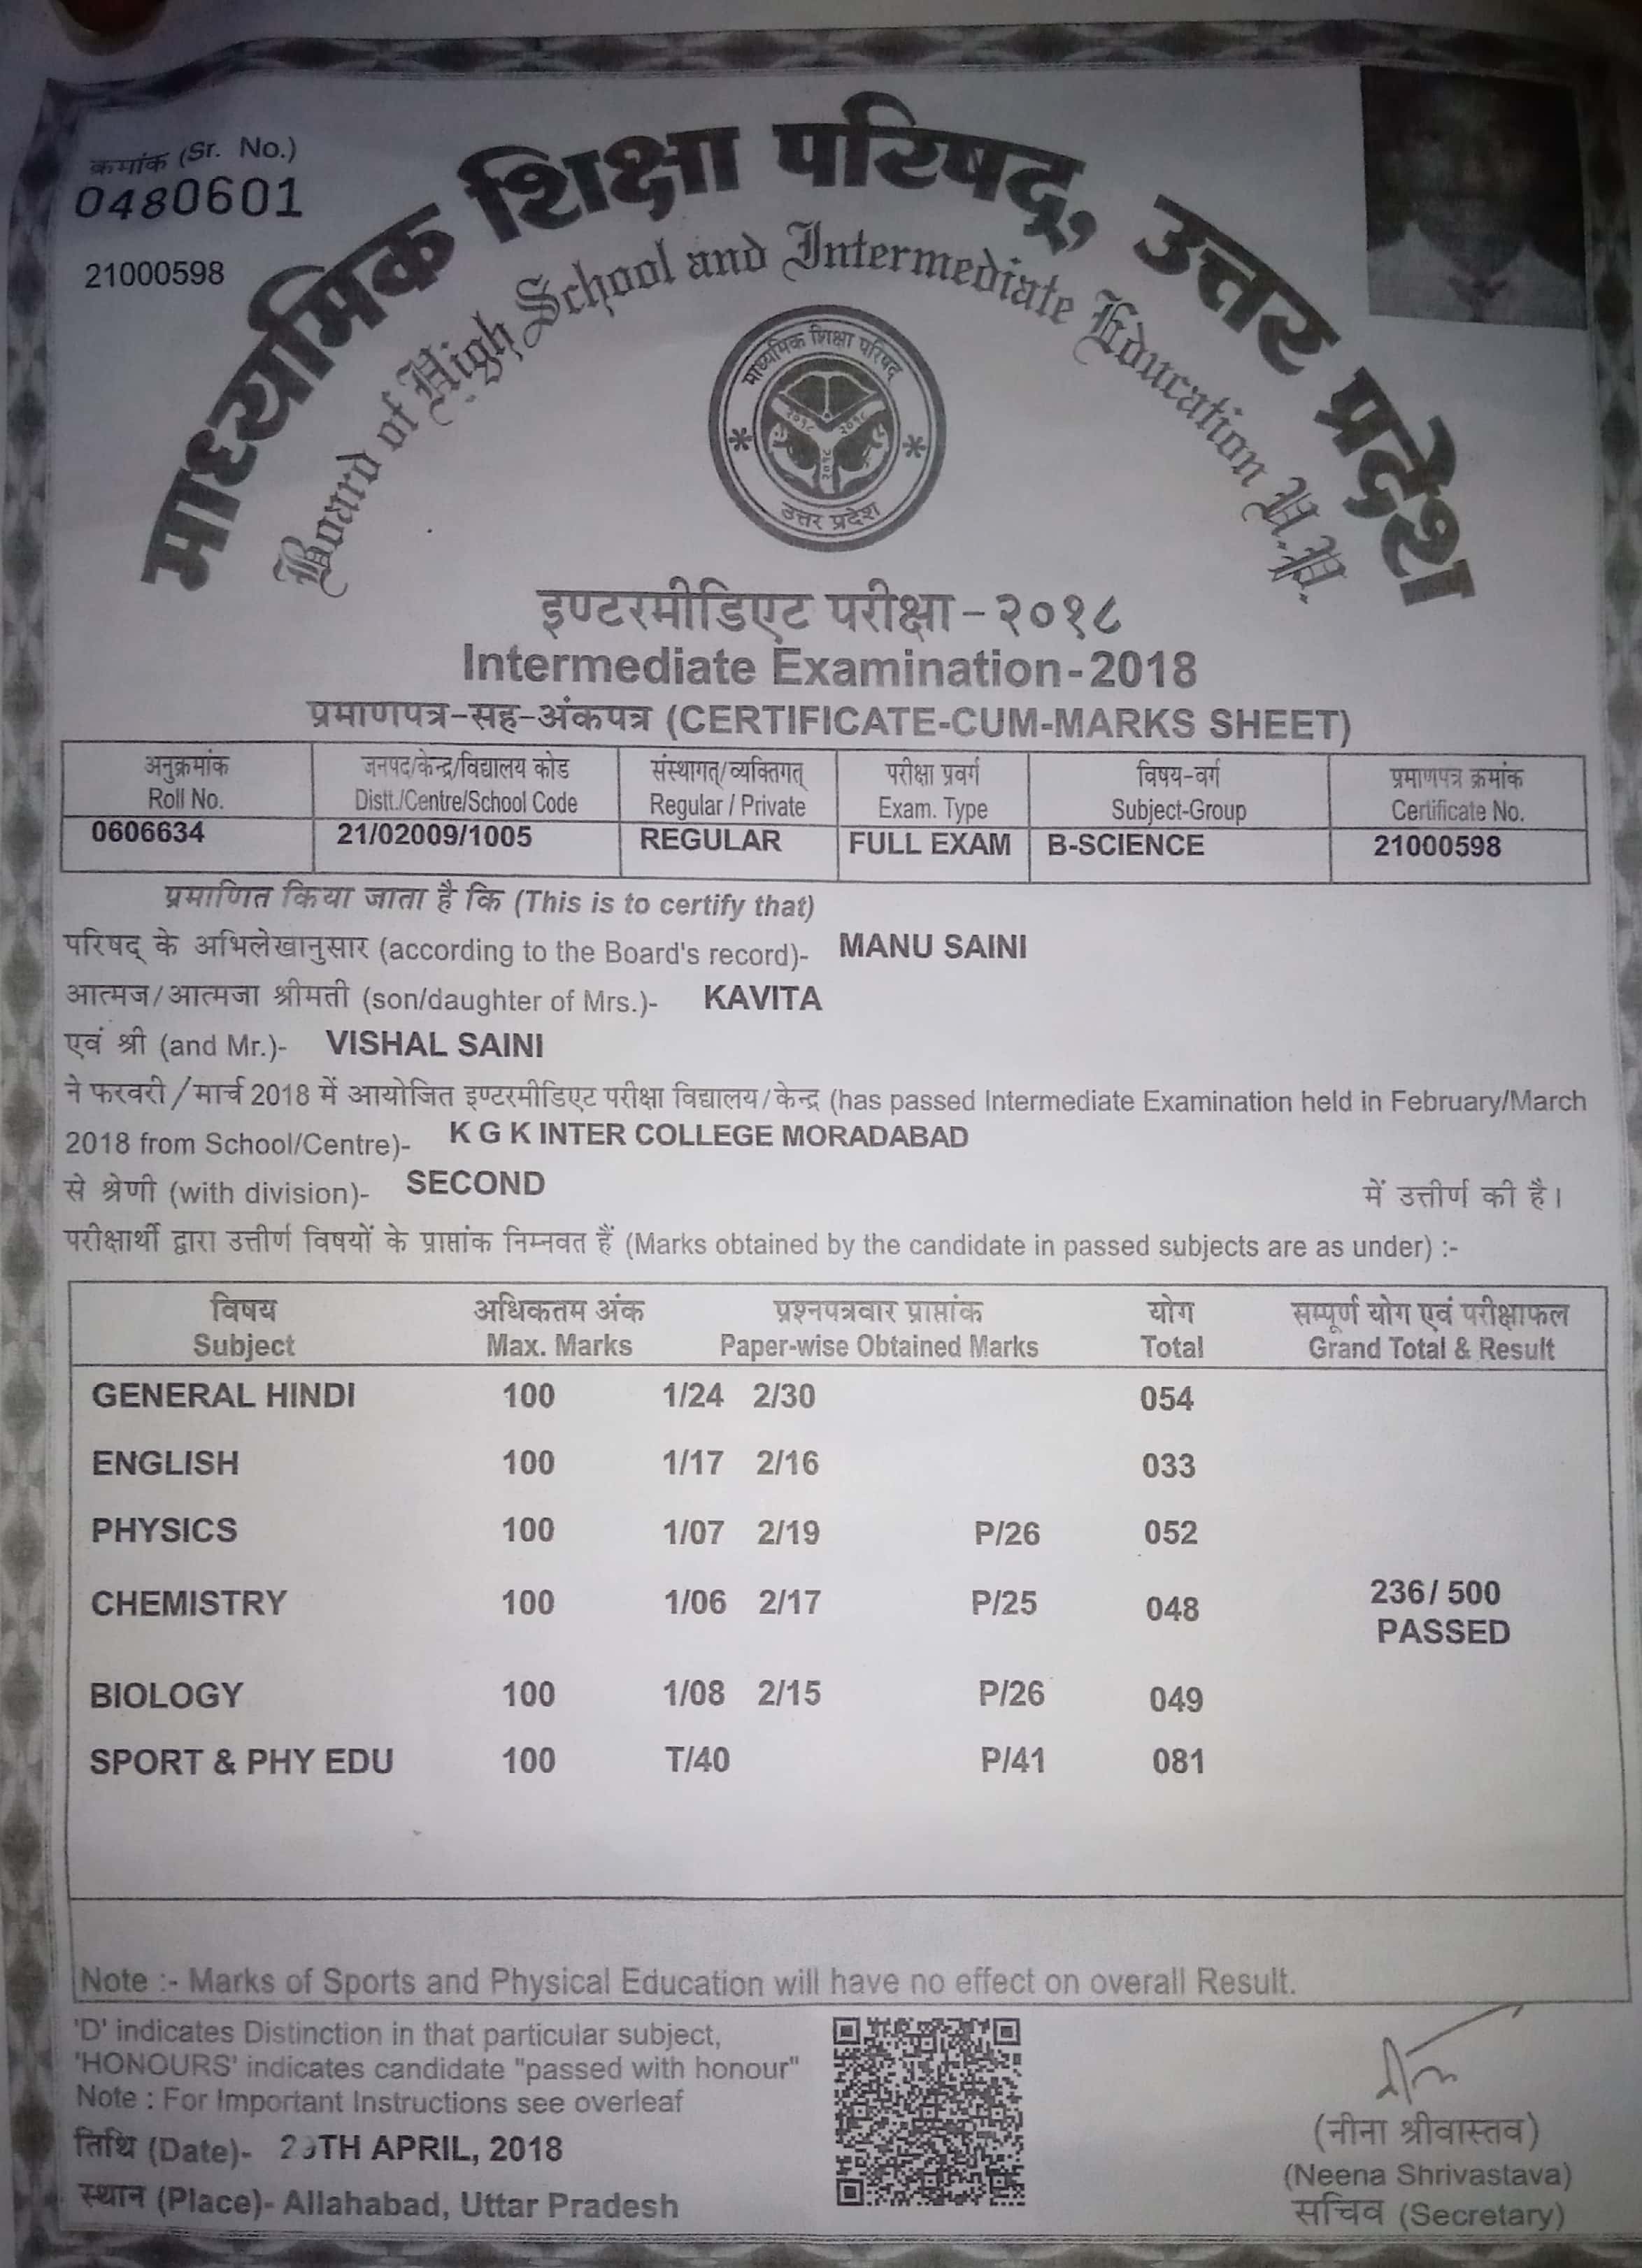 क्रमांक (Sr. No.)
0480601
21000598
माध्यमिक शिक्षा परिषद्, उत्तर प्रदेश
Board of High School and Intermediate Education U.P.
माध्यमिक शिक्षा परिषद्
२०१८ २०१८
२०१८
उत्तर प्रदेश
इण्टरमीडिएट परीक्षा-२०१८
Intermediate Examination-2018
प्रमाणपत्र-सह-अंकपत्र (CERTIFICATE-CUM-MARKS SHEET)
अनुक्रमांक जनपद/केन्द्र/विद्यालय कोड संस्थागत्/व्यक्तिगत् परीक्षा प्रवर्ग विषय-वर्ग प्रमाणपत्र क्रमांक
Roll No. Distt./Centre/School Code Regular / Private Exam. Type Subject-Group Certificate No.
0606634 21/02009/1005 REGULAR FULL EXAM B-SCIENCE 21000598
प्रमाणित किया जाता है कि (This is to certify that)
परिषद् के अभिलेखानुसार (according to the Board's record)- MANU SAINI
आत्मज/आत्मजा श्रीमती (son/daughter of Mrs.)- KAVITA
एवं श्री (and Mr.)- VISHAL SAINI
ने फरवरी/मार्च 2018 में आयोजित इण्टरमीडिएट परीक्षा विद्यालय/केन्द्र (has passed Intermediate Examination held in February/March
2018 from School/Centre)- K G K INTER COLLEGE MORADABAD
से श्रेणी (with division)- SECOND में उत्तीर्ण की है।
परीक्षार्थी द्वारा उत्तीर्ण विषयों के प्राप्तांक निम्नवत हैं (Marks obtained by the candidate in passed subjects are as under) :-
विषय अधिकतम अंक प्रश्नपत्रवार प्राप्तांक योग सम्पूर्ण योग एवं परीक्षाफल
Subject Max. Marks Paper-wise Obtained Marks Total Grand Total & Result
GENERAL HINDI 100 1/24 2/30 054
ENGLISH 100 1/17 2/16 033
PHYSICS 100 1/07 2/19 P/26 052
CHEMISTRY 100 1/06 2/17 P/25 048 236/ 500
PASSED
BIOLOGY 100 1/08 2/15 P/26 049
SPORT & PHY EDU 100 T/40 P/41 081
Note :- Marks of Sports and Physical Education will have no effect on overall Result.
'D' indicates Distinction in that particular subject,
'HONOURS' indicates candidate "passed with honour"
Note : For Important Instructions see overleaf
तिथि (Date)- APRIL, 2018
स्थान (Place)- Allahabad, Uttar Pradesh
(नीना श्रीवास्तव)
(Neena Shrivastava)
सचिव (Secretary)